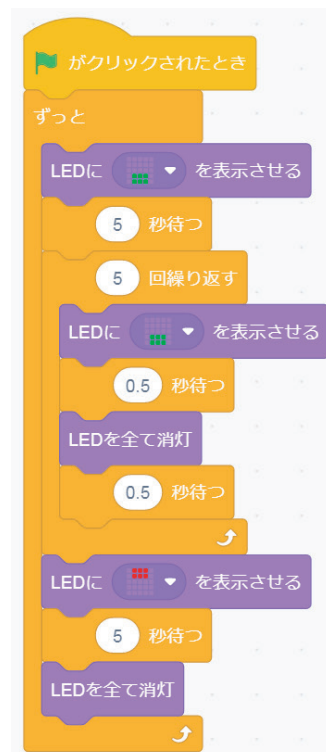 がクリックされたとき
ずっと
LEDに を表示させる
5 秒待つ
5 回繰り返す
LEDに を表示させる
0.5 秒待つ
LEDを全て消灯
0.5 秒待つ
LEDに を表示させる
5 秒待つ
LEDを全て消灯